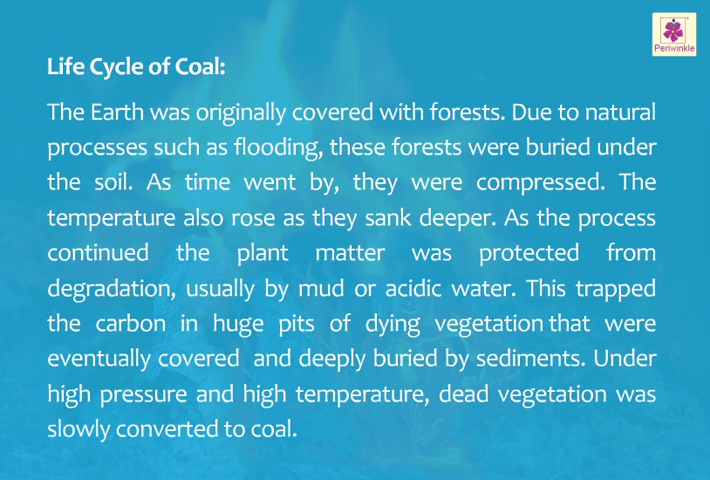 Periwinkle
Life Cycle of Coal:
The Earth was originally covered with forests. Due to natural
processes such as flooding, these forests were buried under
the soil. As time went by, they were compressed. The
temperature also rose as they sank deeper. As the process
continued the plant matter was protected from
degradation, usually by mud or acidic water. This trapped
the carbon in huge pits of dying vegetation that were
eventually covered and deeply buried by sediments. Under
high pressure and high temperature, dead vegetation was
slowly converted to coal.